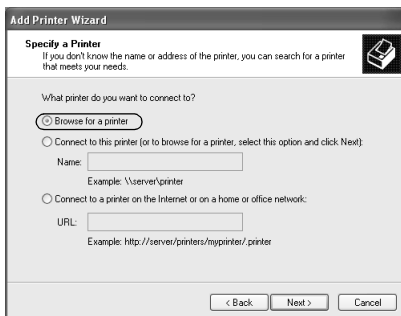 Add Printer Wizard
Specify a Printer
If you don't know the name or address of the printer, you can search for a printer
that meets your needs.
What printer do you want to connect to?
Browse for a printer
Connect to this printer (or to browse for a printer, select this option and click Next):
Name:
Example: \\server\printer
Connect to a printer on the Internet or on a home or office network:
URL:
Example: http://server/printers/myprinter/.printer
< Back Next > Cancel